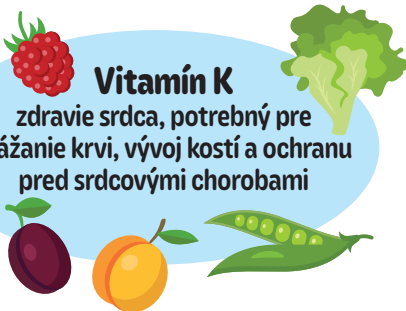 Vitamín K
zdravie srdca, potrebný pre
ážanie krvi, vývoj kostí a ochranu
pred srdcovými chorobami